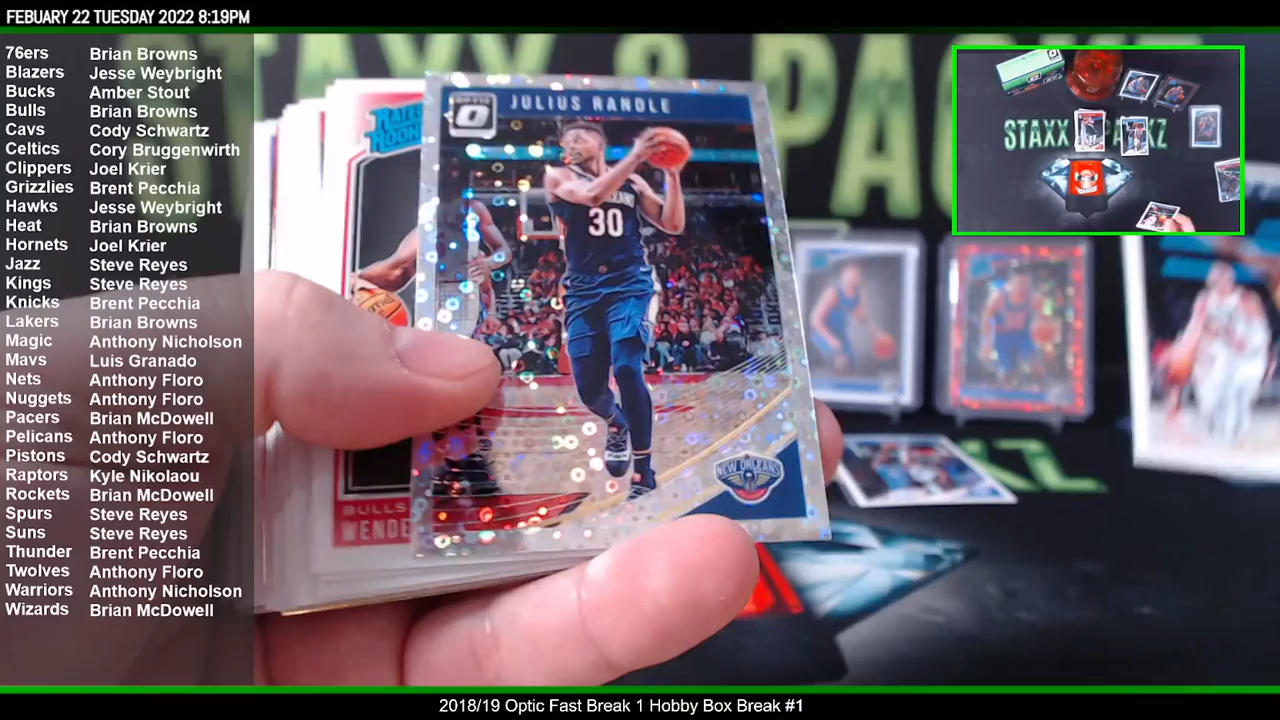 FEBUARY 22 TUESDAY 2022 8:19PM
76ers Brian Browns
Blazers Jesse Weybright
Bucks Amber Stout
Bulls Brian Browns
Cavs Cody Schwartz
Celtics Cory Bruggenwirth
Clippers Joel Krier
Grizzlies Brent Pecchia
Hawks Jesse Weybright
Heat Brian Browns
Hornets Joel Krier
Jazz Steve Reyes
Kings Steve Reyes
Knicks Brent Pecchia
Lakers Brian Browns
Magic Anthony Nicholson
Mavs Luis Granado
Nets Anthony Floro
Nuggets Anthony Floro
Pacers Brian McDowell
Pelicans Anthony Floro
Pistons Cody Schwartz
Raptors Kyle Nikolaou
Rockets Brian McDowell
Spurs Steve Reyes
Suns Steve Reyes
Thunder Brent Pecchia
Twolves Anthony Floro
Warriors Anthony Nicholson
Wizards Brian McDowell
JULIUS RANDLE
30
NEW ORLEANS
BULLS
WENDE
STAXX
2018/19 Optic Fast Break 1 Hobby Box Break #1